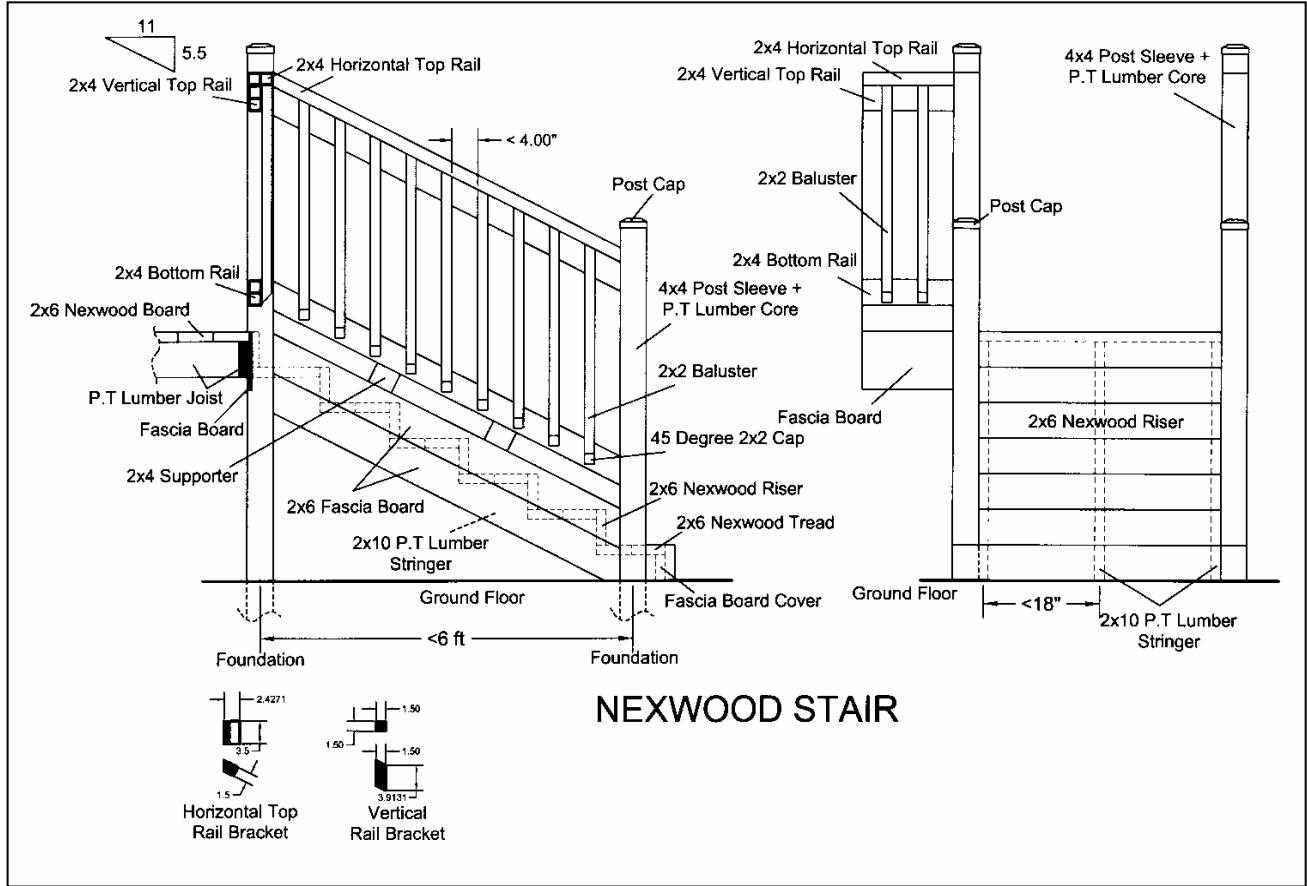 11
5.5
2x4 Horizontal Top Rail
2x4 Vertical Top Rail
< 4.00"
Post Cap
2x4 Bottom Rail
2x6 Nexwood Board
4x4 Post Sleeve +
P.T Lumber Core
2x2 Baluster
P.T Lumber Joist
Fascia Board
45 Degree 2x2 Cap
2x4 Supporter
2x6 Fascia Board
2x6 Nexwood Riser
2x6 Nexwood Tread
2x10 P.T Lumber
Stringer
Ground Floor
Fascia Board Cover
<6 ft
Foundation
Foundation
2x4 Horizontal Top Rail
2x4 Vertical Top Rail
4x4 Post Sleeve +
P.T Lumber Core
2x2 Baluster
Post Cap
2x4 Bottom Rail
Fascia Board
2x6 Nexwood Riser
Ground Floor
<18"
2x10 P.T Lumber
Stringer
NEXWOOD STAIR
2.4271
3.5
1.5
Horizontal Top
Rail Bracket
1.50
1.50
1.50
3.9131
Vertical
Rail Bracket